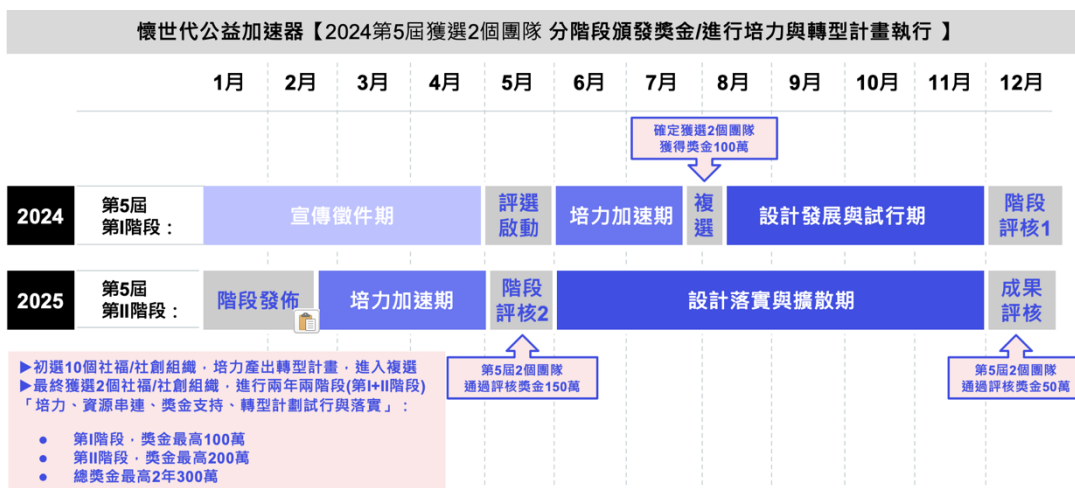 懷世代公益加速器【2024第5屆獲選2個團隊 分階段頒發獎金/進行培力與轉型計畫執行 】
1月 2月 3月 4月 5月 6月 7月 8月 9月 10月 11月 12月
確定獲選2個團隊
獲得獎金100萬
2024
第5屆
第I階段：
宣傳徵件期
評選
啟動
培力加速期
複
選
設計發展與試行期
階段
評核1
2025
第5屆
第II階段：
階段發佈
培力加速期
階段
評核2
設計落實與擴散期
成果
評核
第5屆2個團隊
通過評核獎金150萬
第5屆2個團隊
通過評核獎金50萬
▶初選10個社福/社創組織，培力產出轉型計畫，進入複選
▶最終獲選2個社福/社創組織，進行兩年兩階段(第I+II階段)
「培力、資源串連、獎金支持、轉型計劃試行與落實」：
● 第I階段，獎金最高100萬
● 第II階段，獎金最高200萬
● 總獎金最高2年300萬